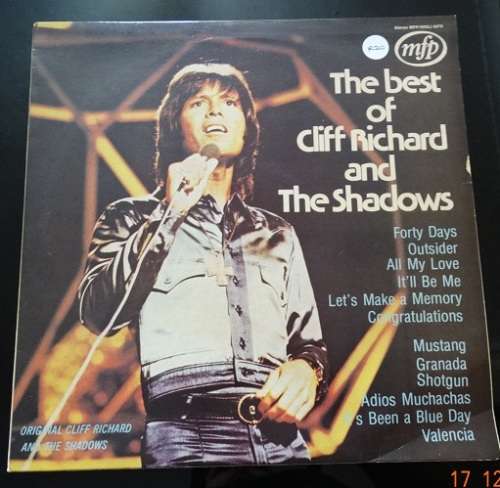 mfp
The best
of
Cliff Richard
and
The Shadows
Forty Days
Outsider
All My Love
It'll Be Me
Let's Make a Memory
Congratulations
Mustang
Granada
Shotgun
Adios Muchachas
's Been a Blue Day
Valencia
ORIGINAL CLIFF RICHARD
AND THE SHADOWS
17 12